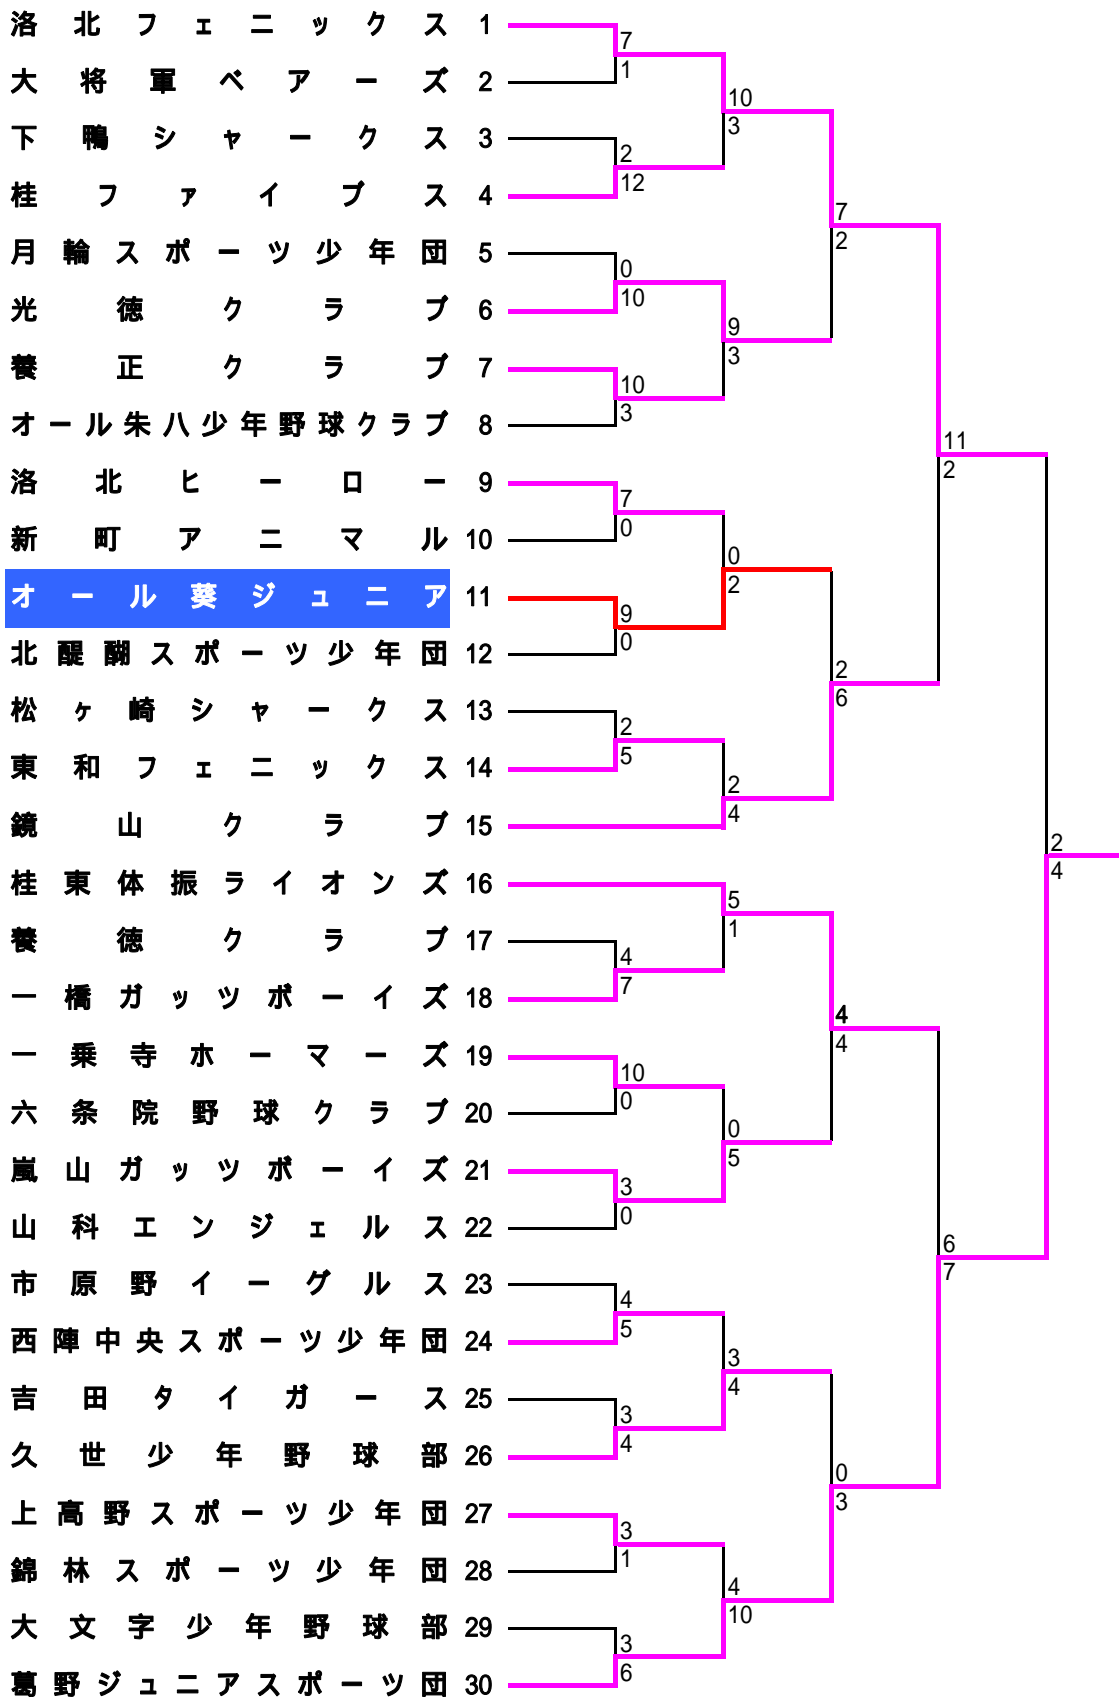 洛北フェニックス 1
7
大将軍ベアーズ 2
1
10
3
下鴨シャークス 3
2
桂ファイブス 4
12
7
2
月輪スポーツ少年団 5
0
光徳クラブ 6
10
9
3
養正クラブ 7
10
オール朱八少年野球クラブ 8
3
11
2
洛北ヒーロー 9
7
新町アニマル 10
0
0
2
オール葵ジュニア 11
9
北醍醐スポーツ少年団 12
0
2
6
松ヶ崎シャークス 13
2
東和フェニックス 14
5
2
4
鏡山クラブ 15
2
4
桂東体振ライオンズ 16
5
1
養徳クラブ 17
4
一橋ガッツボーイズ 18
7
4
4
一乗寺ホーマーズ 19
10
六条院野球クラブ 20
0
0
5
嵐山ガッツボーイズ 21
3
山科エンジェルス 22
0
6
7
市原野イーグルス 23
4
西陣中央スポーツ少年団 24
5
3
4
吉田タイガース 25
3
久世少年野球部 26
4
0
3
上高野スポーツ少年団 27
3
錦林スポーツ少年団 28
1
4
10
大文字少年野球部 29
3
葛野ジュニアスポーツ団 30
6